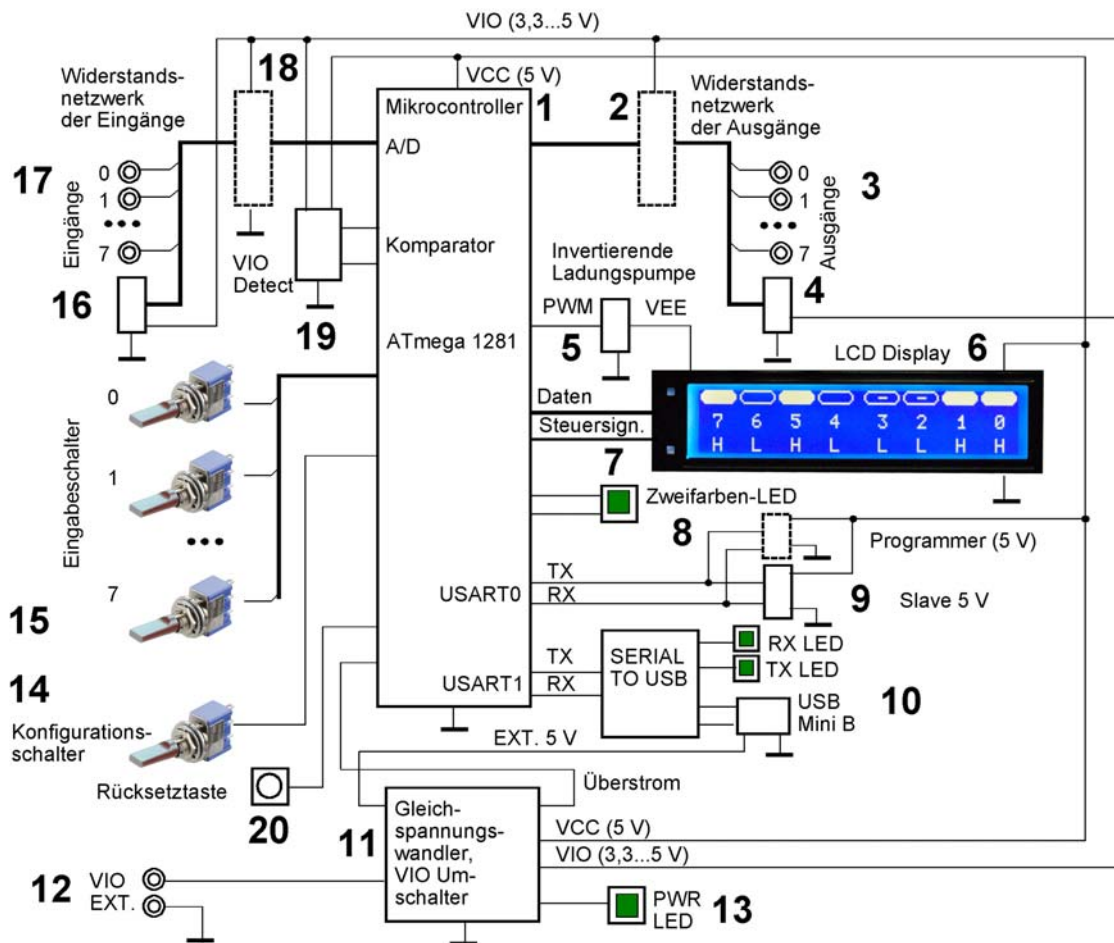 VIO (3,3...5 V)
18
VCC (5 V)
Widerstands-
netzwerk
der Eingänge
Mikrocontroller
1
2
Widerstands-
netzwerk
der Ausgänge
A/D
17
Eingänge
0
1
•••
7
3
Ausgänge
0
1
•••
7
VIO
Detect
Komparator
16
19
Invertierende
Ladungspumpe
4
PWM
VEE
5
ATmega 1281
LCD Display
6
Daten
Steuersign.
7 6 5 4 3 2 1 0
H L H L L L H H
Eingabeschalter
0
1
•••
7
15
7
Zweifarben-LED
8
Programmer (5 V)
TX
RX
USART0
9
Slave 5 V
SERIAL
TO USB
RX LED
TX LED
10
TX
RX
USART1
USB
Mini B
14
Konfigurations-
schalter
EXT. 5 V
Rücksetztaste
20
Überstrom
11
Gleich-
spannungs-
wandler,
VIO Um-
schalter
VCC (5 V)
VIO (3,3...5 V)
12
VIO
EXT.
PWR
LED
13